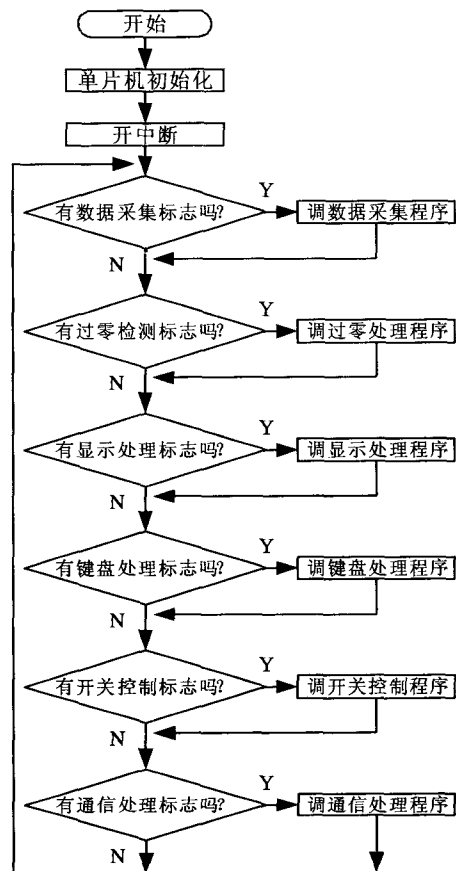 开始
单片机初始化
开中断
有数据采集标志吗?
Y
调数据采集程序
N
有过零检测标志吗?
Y
调过零处理程序
N
有显示处理标志吗?
Y
调显示处理程序
N
有键盘处理标志吗?
Y
调键盘处理程序
N
有开关控制标志吗?
Y
调开关控制程序
N
有通信处理标志吗?
Y
调通信处理程序
N